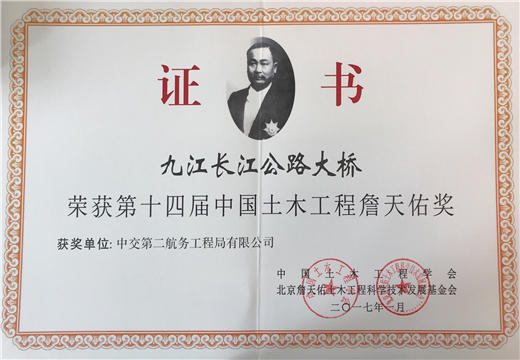 证书
九江长江公路大桥
荣获第十四届中国土木工程詹天佑奖
获奖单位:中交第二航务工程局有限公司
中国土木工程学会
北京詹天佑土木工程科学技术发展基金会
二〇一七年一月